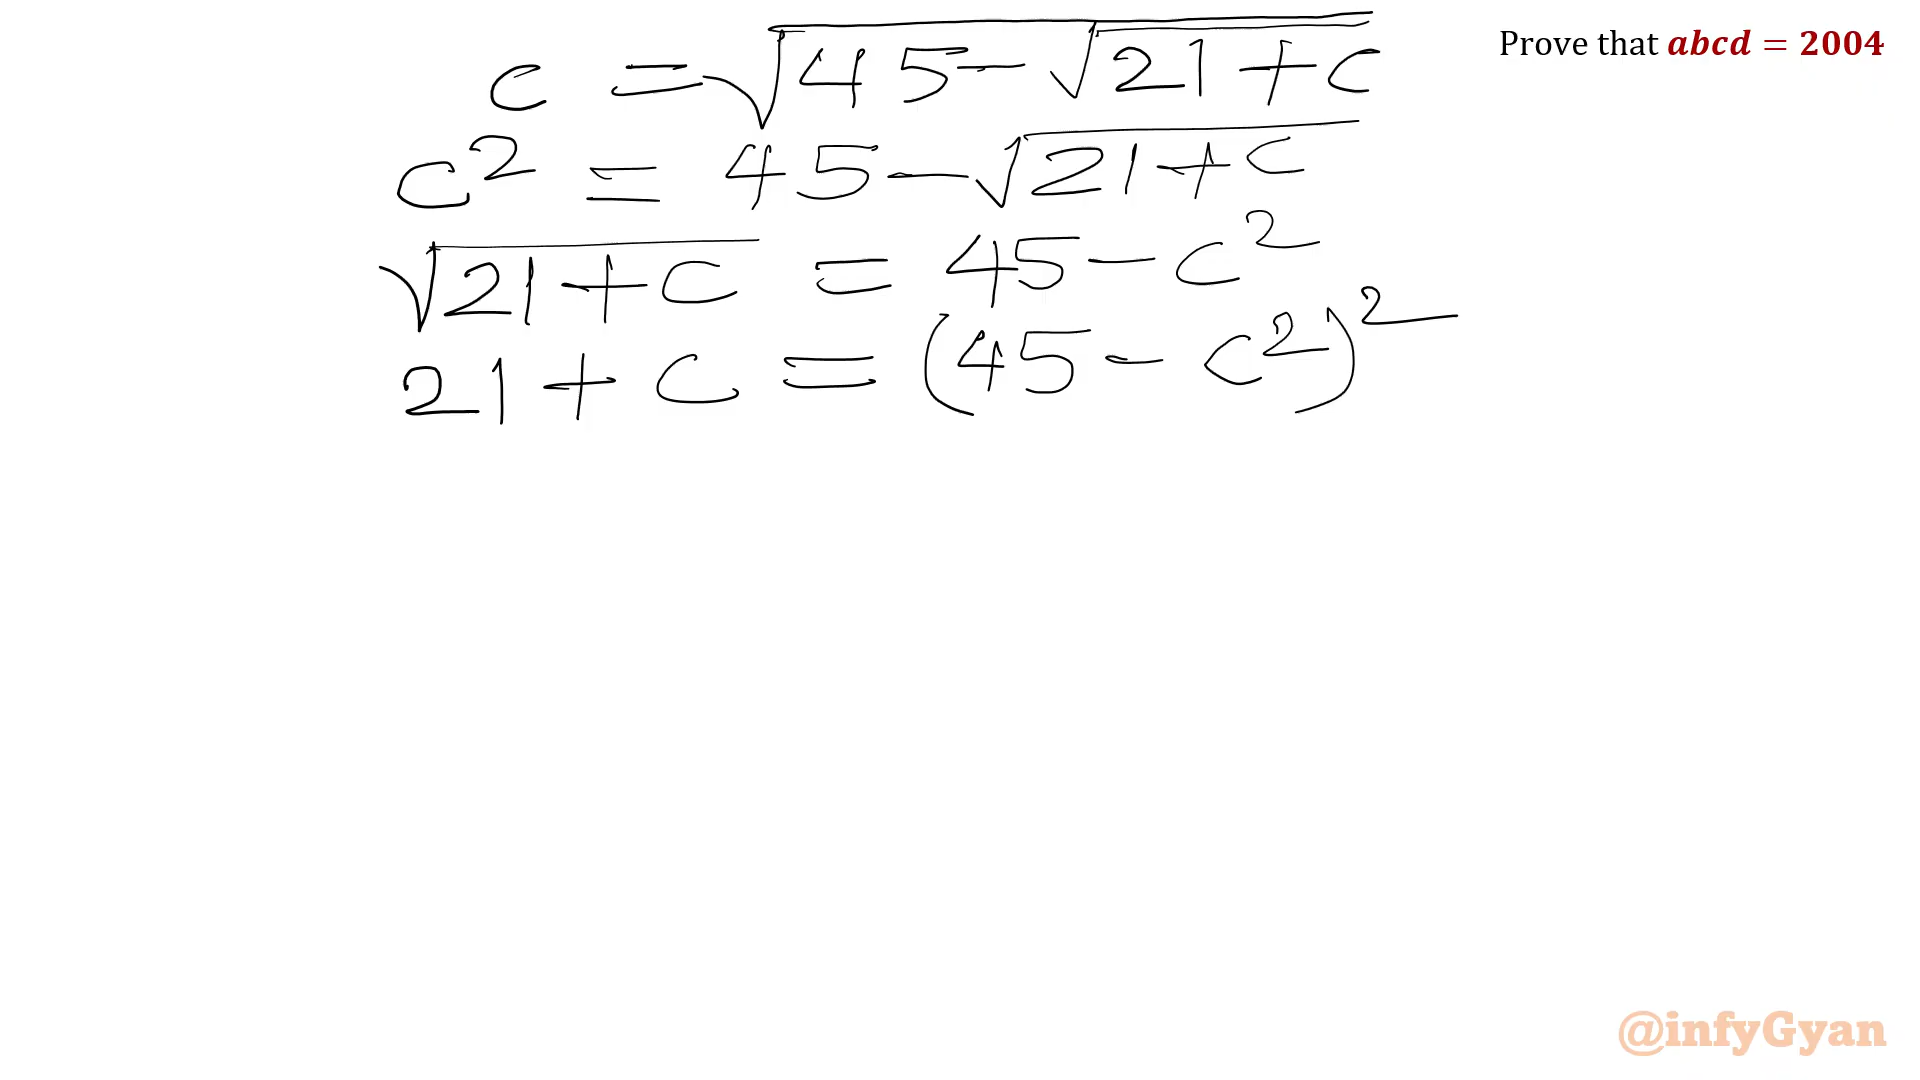 Prove that abcd = 2004
c = √(45 − √(21 + c))
c² = 45 − √(21 + c)
√(21 + c) = 45 − c²
21 + c = (45 − c²)²
@infyGyan